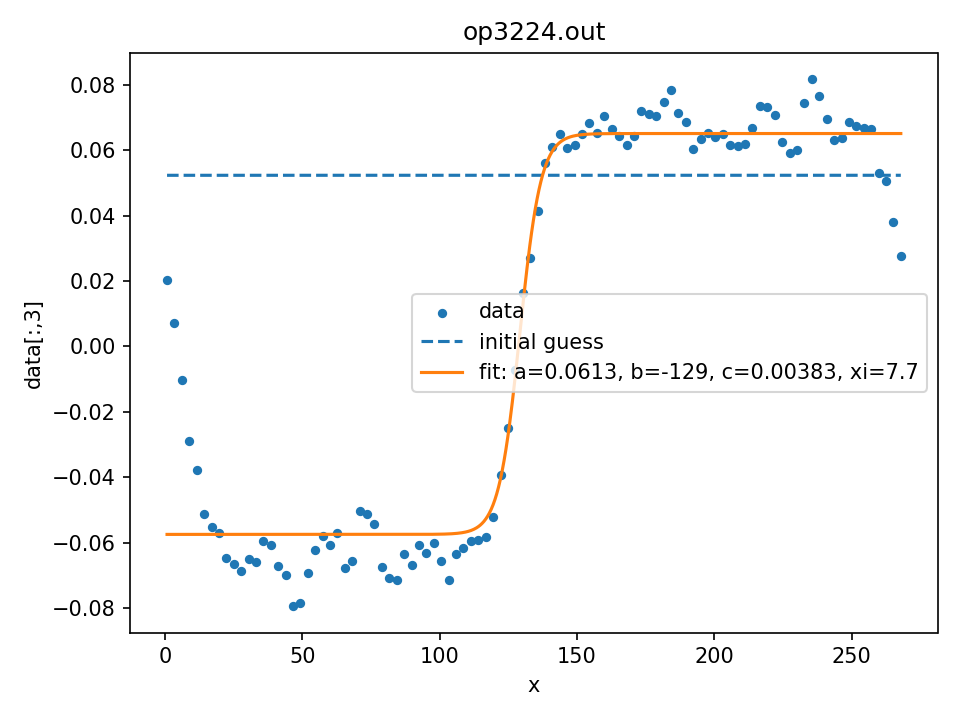 op3224.out
0.08
0.06
0.04
0.02
0.00
−0.02
−0.04
−0.06
−0.08
data[:,3]
data
initial guess
fit: a=0.0613, b=-129, c=0.00383, xi=7.7
0 50 100 150 200 250
x